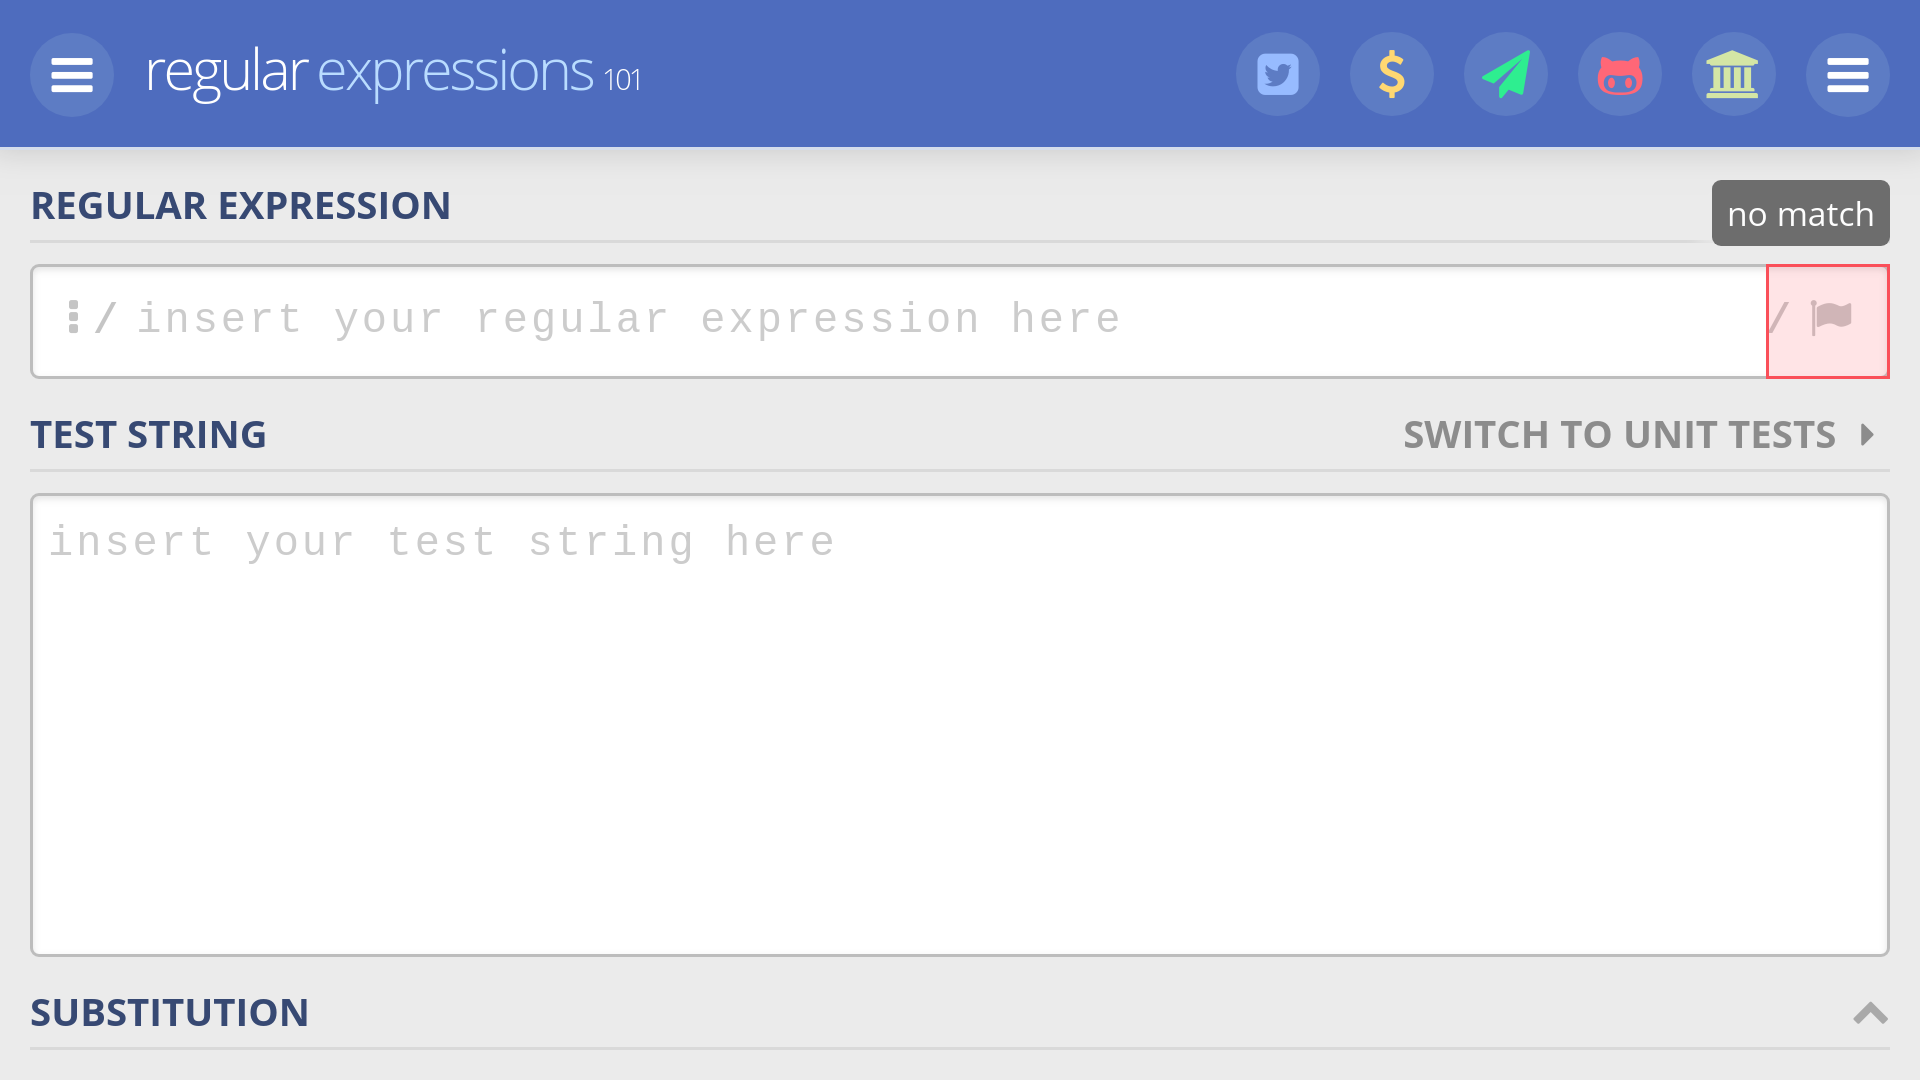 regular expressions 101
REGULAR EXPRESSION
no match
/ insert your regular expression here /
TEST STRING
SWITCH TO UNIT TESTS
insert your test string here
SUBSTITUTION